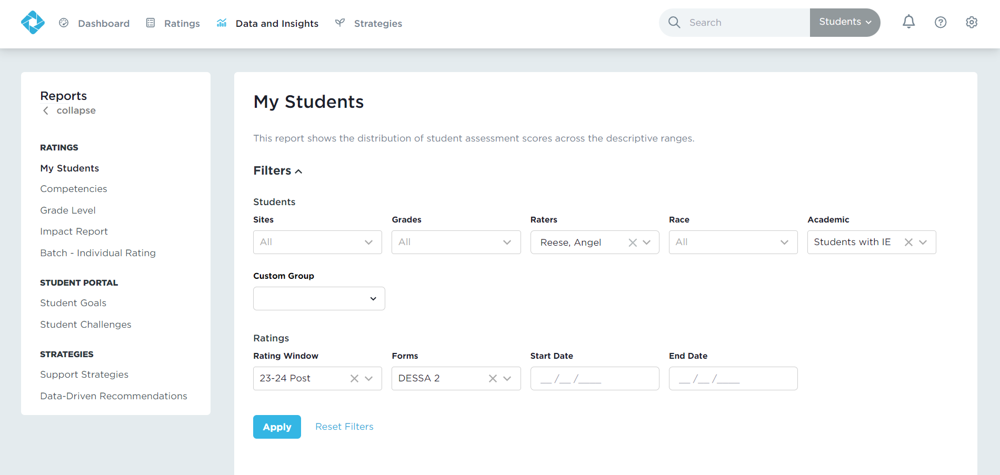 Dashboard Ratings Data and Insights Strategies Search Students
Reports
collapse
RATINGS
My Students
Competencies
Grade Level
Impact Report
Batch - Individual Rating
STUDENT PORTAL
Student Goals
Student Challenges
STRATEGIES
Support Strategies
Data-Driven Recommendations
My Students
This report shows the distribution of student assessment scores across the descriptive ranges.
Filters
Students
Sites Grades Raters Race Academic
All All Reese, Angel All Students with IE
Custom Group
Ratings
Rating Window Forms Start Date End Date
23-24 Post DESSA 2 __/__/____ __/__/____
Apply Reset Filters